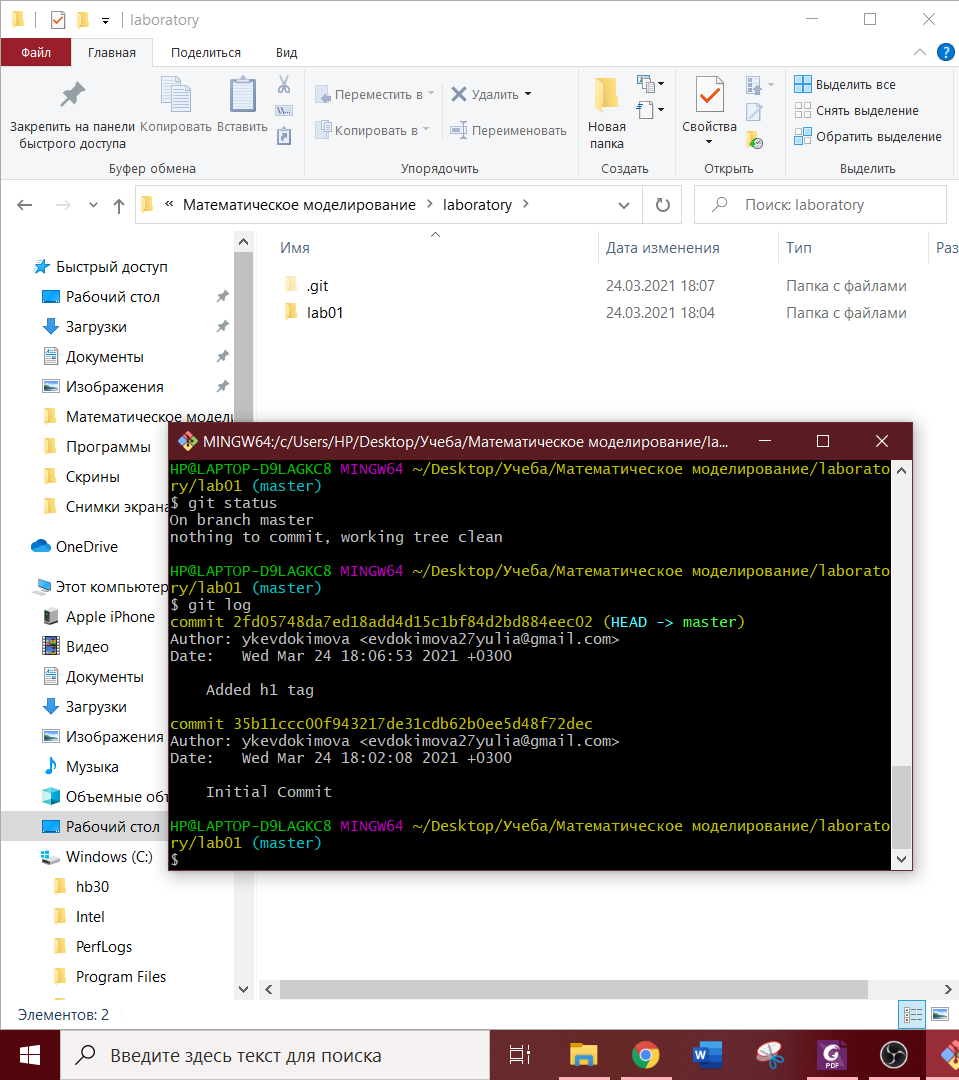 laboratory
Файл Главная Поделиться Вид
Закрепить на панели быстрого доступа
Копировать
Вставить
Переместить в
Копировать в
Удалить
Переименовать
Новая папка
Свойства
Выделить все
Снять выделение
Обратить выделение
Буфер обмена Упорядочить Создать Открыть Выделить
« Математическое моделирование > laboratory >
Поиск: laboratory
Имя Дата изменения Тип Раз
.git 24.03.2021 18:07 Папка с файлами
lab01 24.03.2021 18:04 Папка с файлами
Быстрый доступ
Рабочий стол
Загрузки
Документы
Изображения
Математическое модели
Программы
Скрины
Снимки экрана
OneDrive
Этот компьютер
Apple iPhone
Видео
Документы
Загрузки
Изображения
Музыка
Объемные объ
Рабочий стол
Windows (C:)
hb30
Intel
PerfLogs
Program Files
MINGW64:/c/Users/HP/Desktop/Учеба/Математическое моделирование/la...
HP@LAPTOP-D9LAGKC8 MINGW64 ~/Desktop/Учеба/Математическое моделирование/laborato
ry/lab01 (master)
$ git status
On branch master
nothing to commit, working tree clean
HP@LAPTOP-D9LAGKC8 MINGW64 ~/Desktop/Учеба/Математическое моделирование/laborato
ry/lab01 (master)
$ git log
commit 2fd05748da7ed18add4d15c1bf84d2bd884eec02 (HEAD -> master)
Author: ykevdokimova <evdokimova27yulia@gmail.com>
Date:   Wed Mar 24 18:06:53 2021 +0300
Added h1 tag
commit 35b11ccc00f943217de31cdb62b0ee5d48f72dec
Author: ykevdokimova <evdokimova27yulia@gmail.com>
Date:   Wed Mar 24 18:02:08 2021 +0300
Initial Commit
HP@LAPTOP-D9LAGKC8 MINGW64 ~/Desktop/Учеба/Математическое моделирование/laborato
ry/lab01 (master)
$
Элементов: 2
Введите здесь текст для поиска
PDF